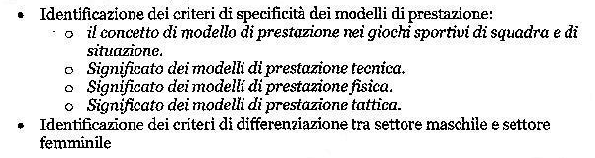 • Identificazione dei criteri di specificità dei modelli di prestazione:
o il concetto di modello di prestazione nei giochi sportivi di squadra e di
situazione.
o Significato dei modelli di prestazione tecnica.
o Significato dei modelli di prestazione fisica.
o Significato dei modelli di prestazione tattica.
• Identificazione dei criteri di differenziazione tra settore maschile e settore
femminile